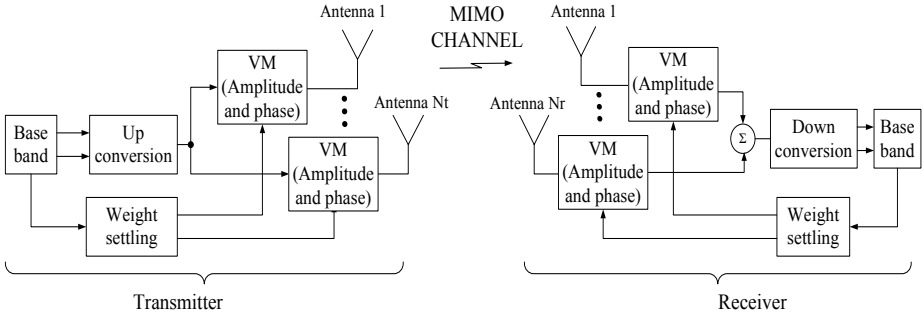 Antenna 1
MIMO
CHANNEL
Antenna 1
VM
(Amplitude
and phase)
VM
(Amplitude
and phase)
Antenna Nt
Antenna Nr
Base
band
Up
conversion
VM
(Amplitude
and phase)
VM
(Amplitude
and phase)
Σ
Down
conversion
Base
band
Weight
settling
Weight
settling
Transmitter
Receiver